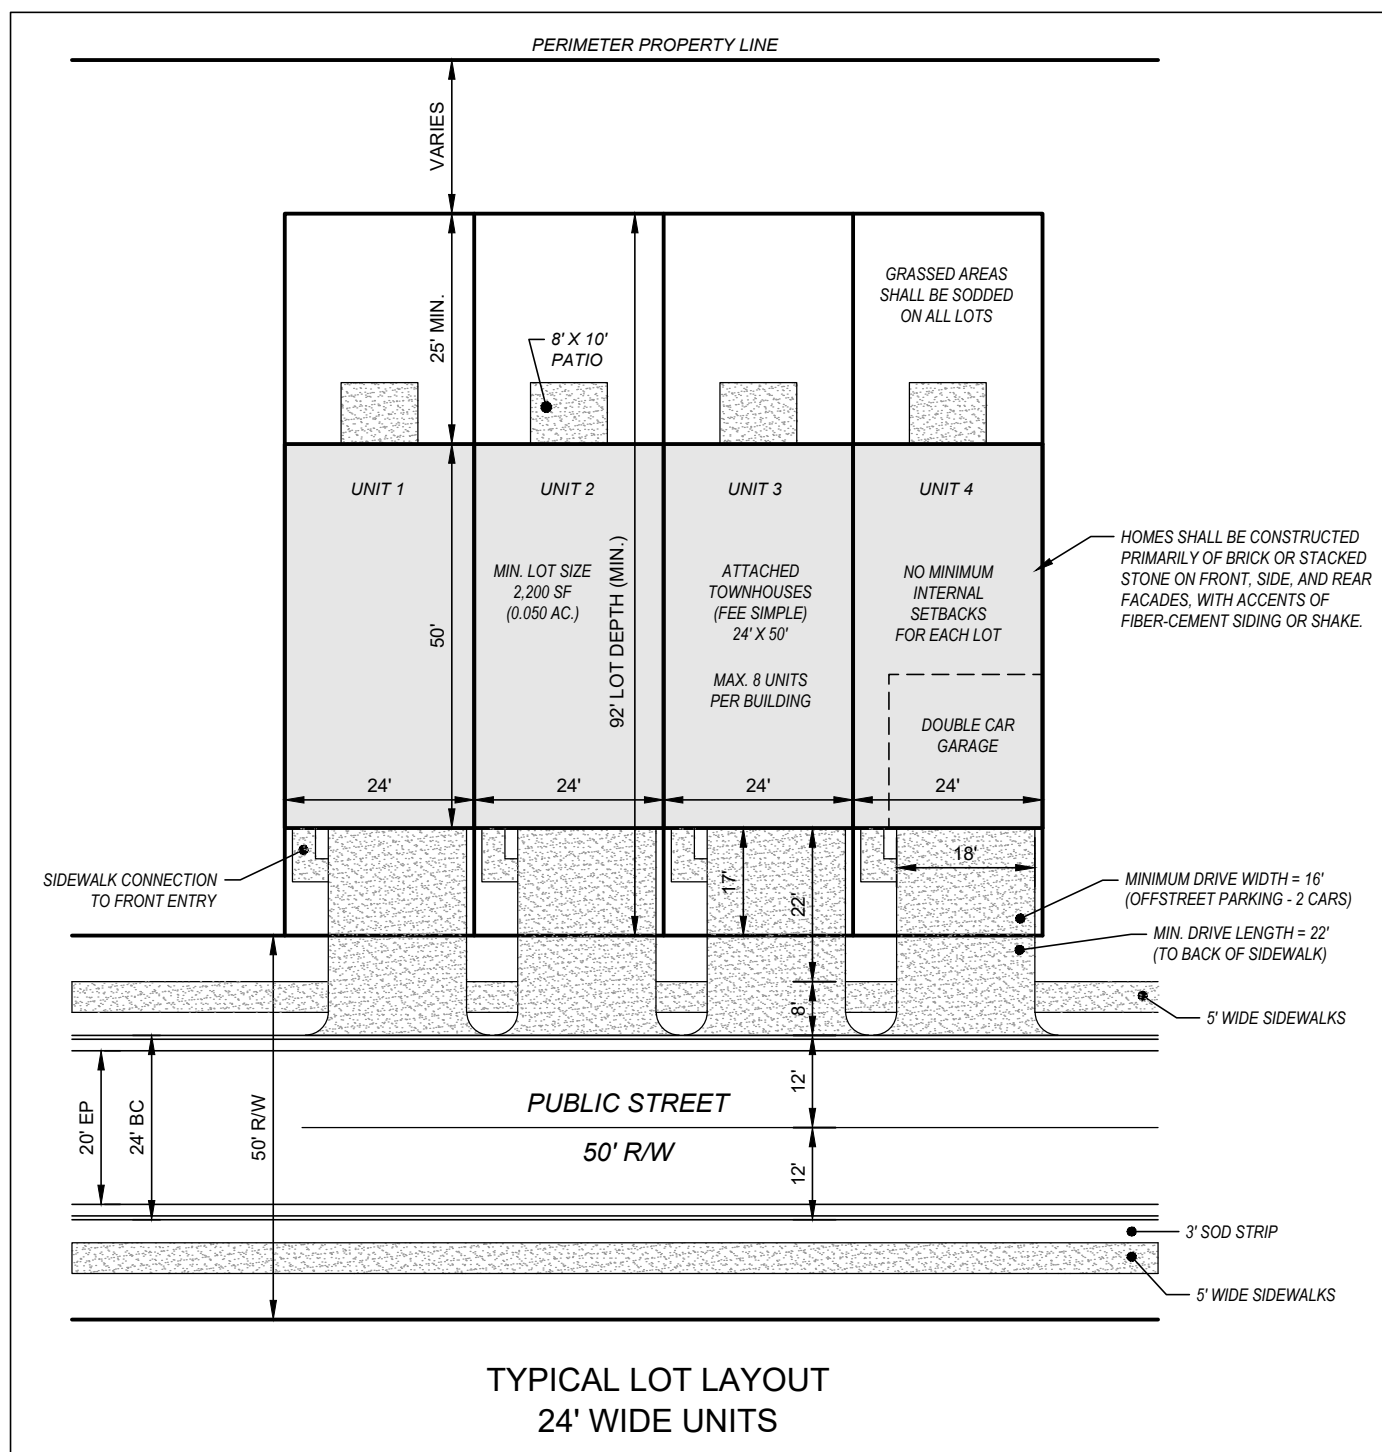 PERIMETER PROPERTY LINE
VARIES
25' MIN.
GRASSED AREAS
SHALL BE SODDED
ON ALL LOTS
8' X 10'
PATIO
UNIT 1
UNIT 2
UNIT 3
UNIT 4
50'
MIN. LOT SIZE
2,200 SF
(0.050 AC.)
92' LOT DEPTH (MIN.)
ATTACHED
TOWNHOUSES
(FEE SIMPLE)
24' X 50'
MAX. 8 UNITS
PER BUILDING
NO MINIMUM
INTERNAL
SETBACKS
FOR EACH LOT
HOMES SHALL BE CONSTRUCTED
PRIMARILY OF BRICK OR STACKED
STONE ON FRONT, SIDE, AND REAR
FACADES, WITH ACCENTS OF
FIBER-CEMENT SIDING OR SHAKE.
DOUBLE CAR
GARAGE
24'
24'
24'
24'
SIDEWALK CONNECTION
TO FRONT ENTRY
17'
22'
18'
MINIMUM DRIVE WIDTH = 16'
(OFFSTREET PARKING - 2 CARS)
MIN. DRIVE LENGTH = 22'
(TO BACK OF SIDEWALK)
8'
5' WIDE SIDEWALKS
20' EP
24' BC
50' R/W
PUBLIC STREET
50' R/W
12'
12'
3' SOD STRIP
5' WIDE SIDEWALKS
TYPICAL LOT LAYOUT
24' WIDE UNITS